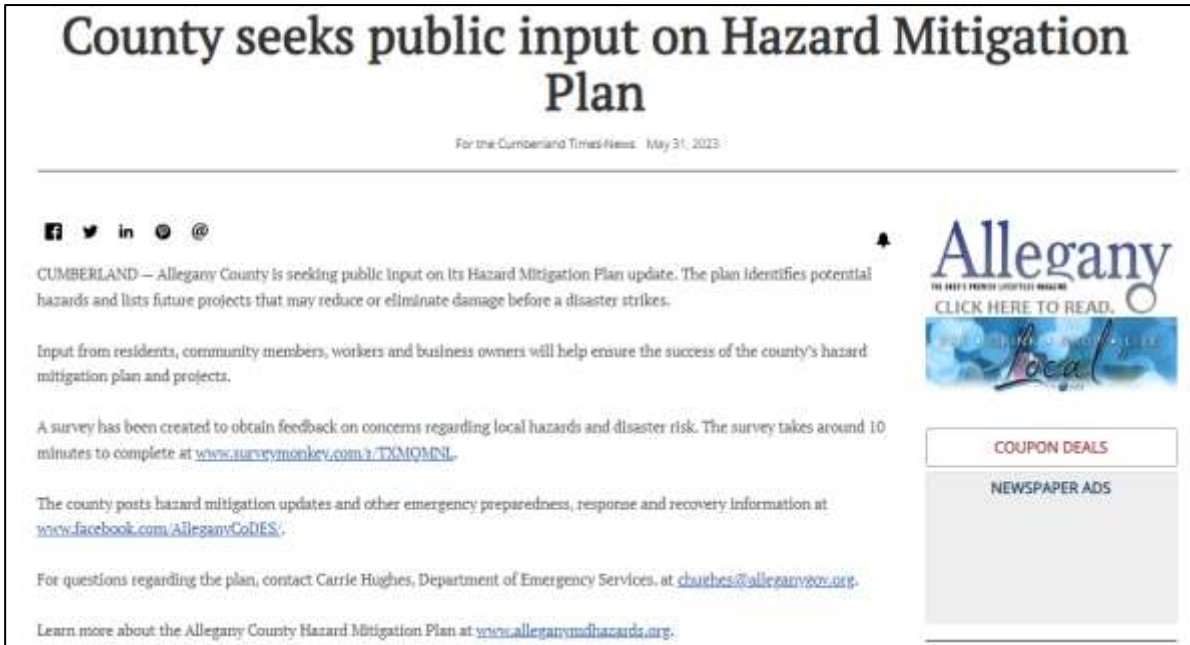 County seeks public input on Hazard Mitigation
Plan
For the Cumberland Times-News May 31, 2023
in
@
CUMBERLAND — Allegany County is seeking public input on its Hazard Mitigation Plan update. The plan identifies potential
hazards and lists future projects that may reduce or eliminate damage before a disaster strikes.
Input from residents, community members, workers and business owners will help ensure the success of the county's hazard
mitigation plan and projects.
A survey has been created to obtain feedback on concerns regarding local hazards and disaster risk. The survey takes around 10
minutes to complete at www.surveymonkey.com/r/TXMQMNL.
The county posts hazard mitigation updates and other emergency preparedness, response and recovery information at
www.facebook.com/AlleganyCoDES/.
For questions regarding the plan, contact Carrie Hughes, Department of Emergency Services, at chughes@alleganygov.org.
Learn more about the Allegany County Hazard Mitigation Plan at www.alleganymdhazards.org.
Allegany
THE AREA'S PREMIER LIFESTYLES MAGAZINE
CLICK HERE TO READ.
Local
COUPON DEALS
NEWSPAPER ADS